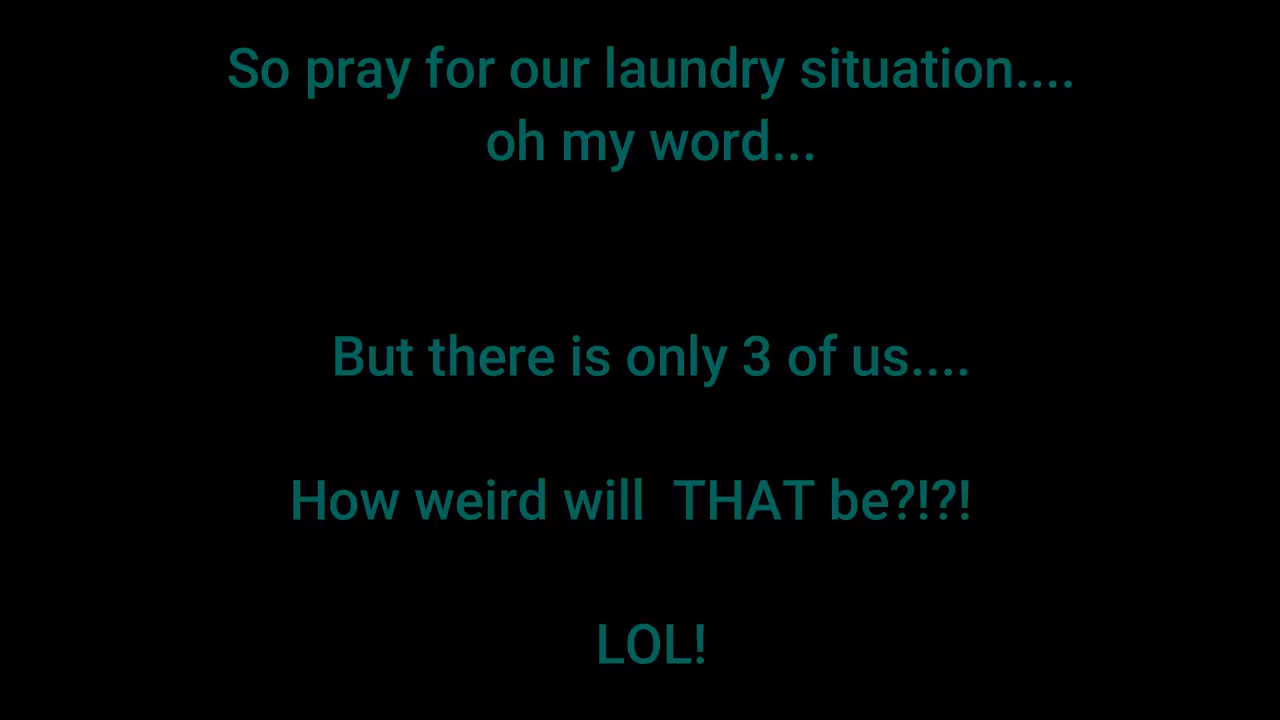 So pray for our laundry situation....
oh my word...
But there is only 3 of us....
How weird will  THAT be?!?!
LOL!